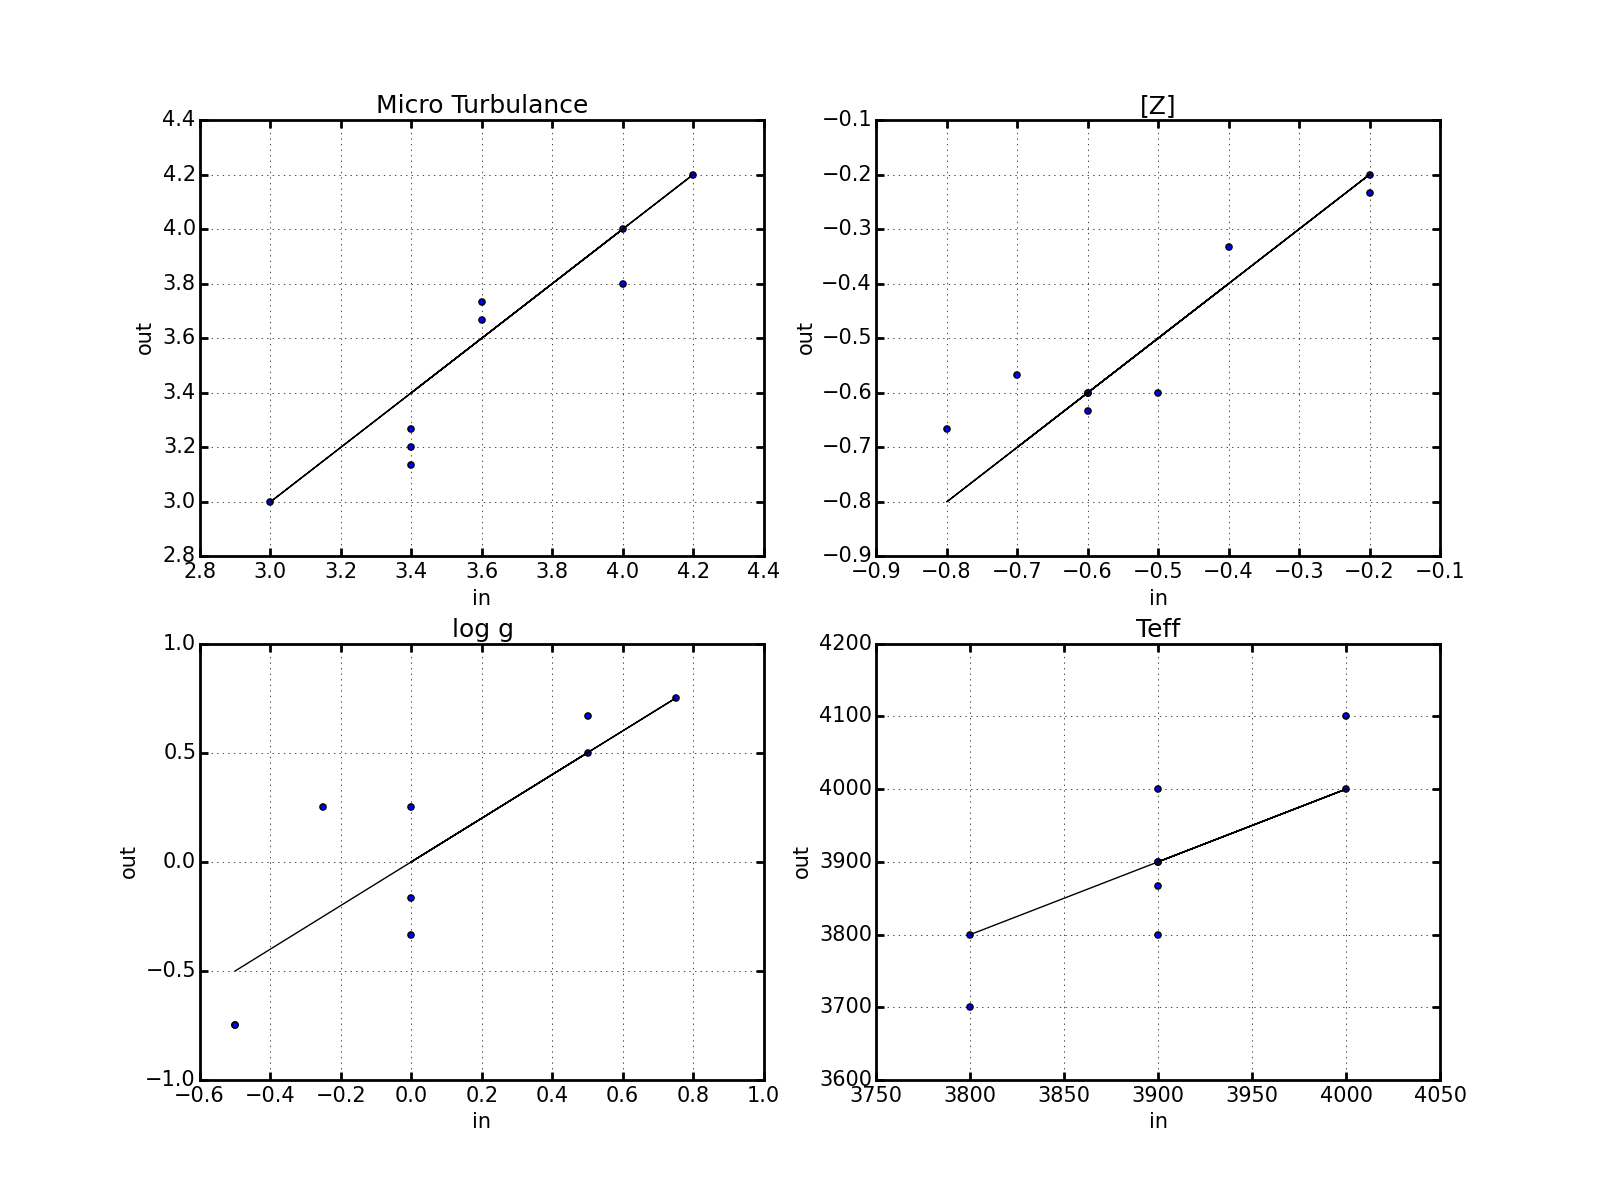 Micro Turbulance
4.4
4.2
4.0
3.8
3.6
3.4
3.2
3.0
2.8
out
2.8 3.0 3.2 3.4 3.6 3.8 4.0 4.2 4.4
in
[Z]
−0.1
−0.2
−0.3
−0.4
−0.5
−0.6
−0.7
−0.8
−0.9
out
−0.9 −0.8 −0.7 −0.6 −0.5 −0.4 −0.3 −0.2 −0.1
in
log g
1.0
0.5
0.0
−0.5
−1.0
out
−0.6 −0.4 −0.2 0.0 0.2 0.4 0.6 0.8 1.0
in
Teff
4200
4100
4000
3900
3800
3700
3600
out
3750 3800 3850 3900 3950 4000 4050
in